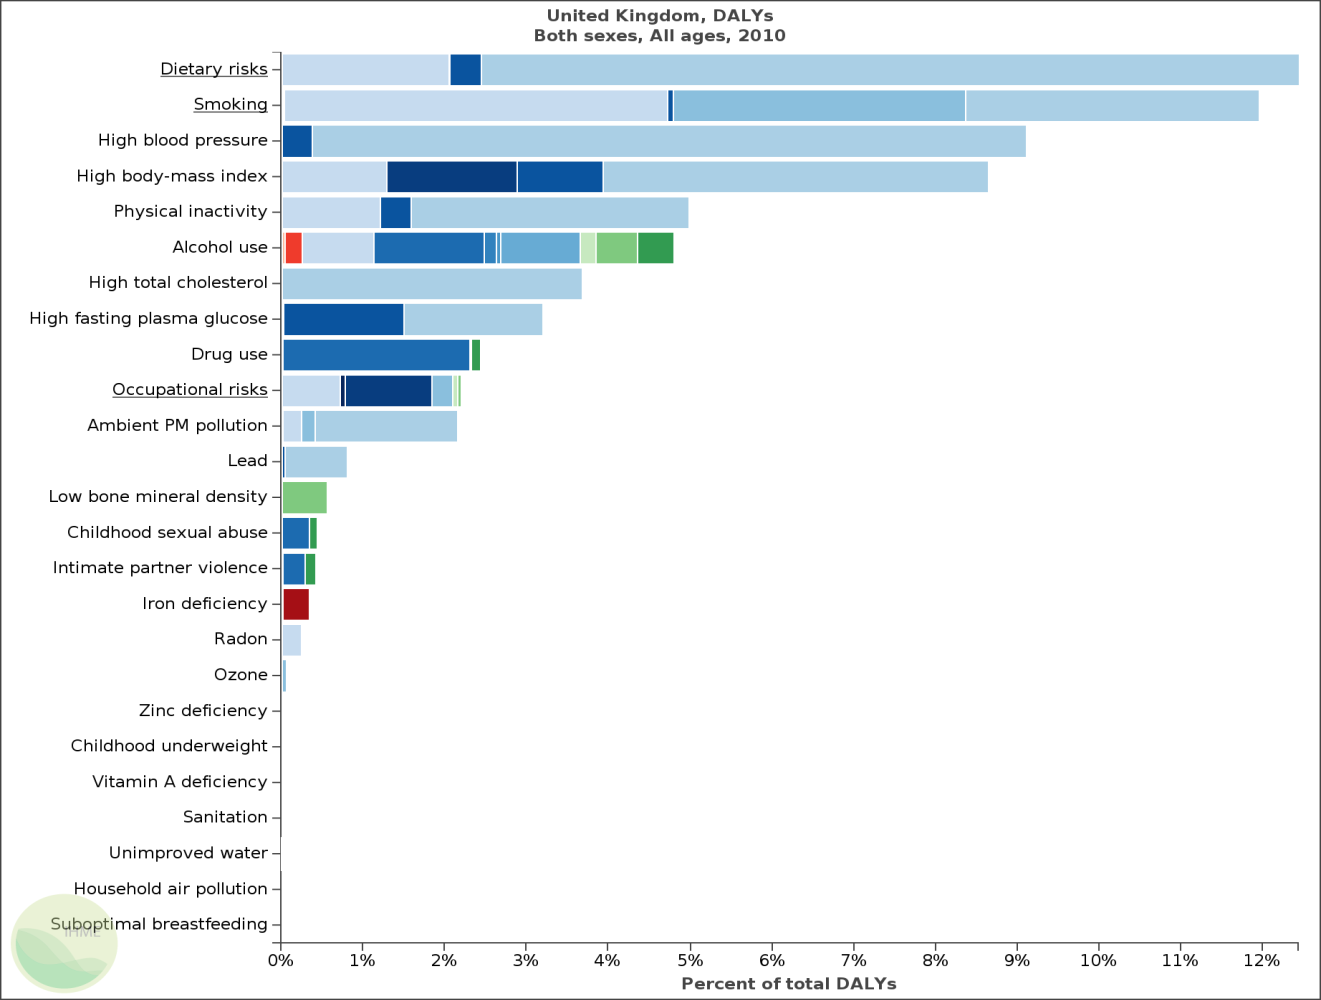 United Kingdom, DALYs
Both sexes, All ages, 2010
Dietary risks
Smoking
High blood pressure
High body-mass index
Physical inactivity
Alcohol use
High total cholesterol
High fasting plasma glucose
Drug use
Occupational risks
Ambient PM pollution
Lead
Low bone mineral density
Childhood sexual abuse
Intimate partner violence
Iron deficiency
Radon
Ozone
Zinc deficiency
Childhood underweight
Vitamin A deficiency
Sanitation
Unimproved water
Household air pollution
Suboptimal breastfeeding
IHME
0% 1% 2% 3% 4% 5% 6% 7% 8% 9% 10% 11% 12%
Percent of total DALYs